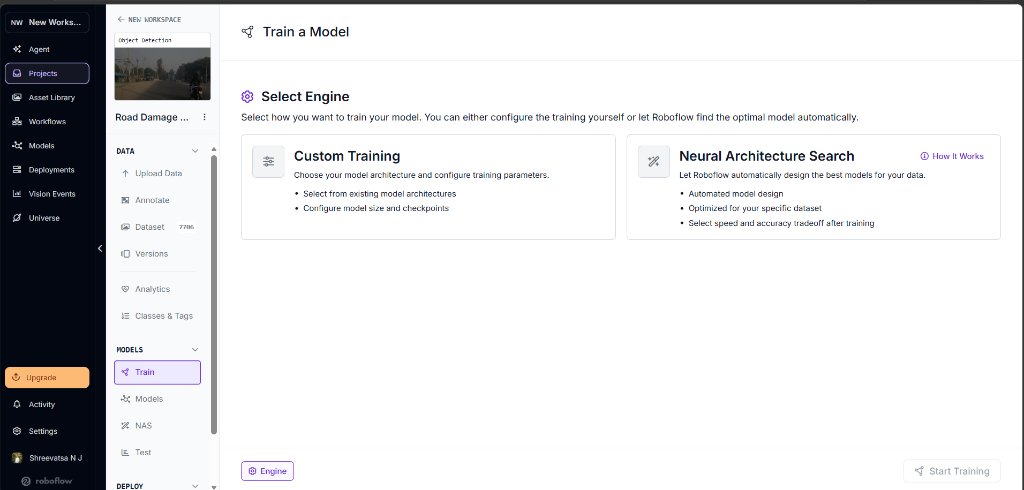 NW New Works...
Agent
Projects
Asset Library
Workflows
Models
Deployments
Vision Events
Universe
Upgrade
Activity
Settings
Shreevatsa N J
roboflow
← NEW WORKSPACE
Object Detection
Road Damage ...
DATA
Upload Data
Annotate
Dataset 7706
Versions
Analytics
Classes & Tags
MODELS
Train
Models
NAS
Test
DEPLOY
Train a Model
Select Engine
Select how you want to train your model. You can either configure the training yourself or let Roboflow find the optimal model automatically.
Custom Training
Choose your model architecture and configure training parameters.
• Select from existing model architectures
• Configure model size and checkpoints
Neural Architecture Search
How It Works
Let Roboflow automatically design the best models for your data.
• Automated model design
• Optimized for your specific dataset
• Select speed and accuracy tradeoff after training
Engine
Start Training